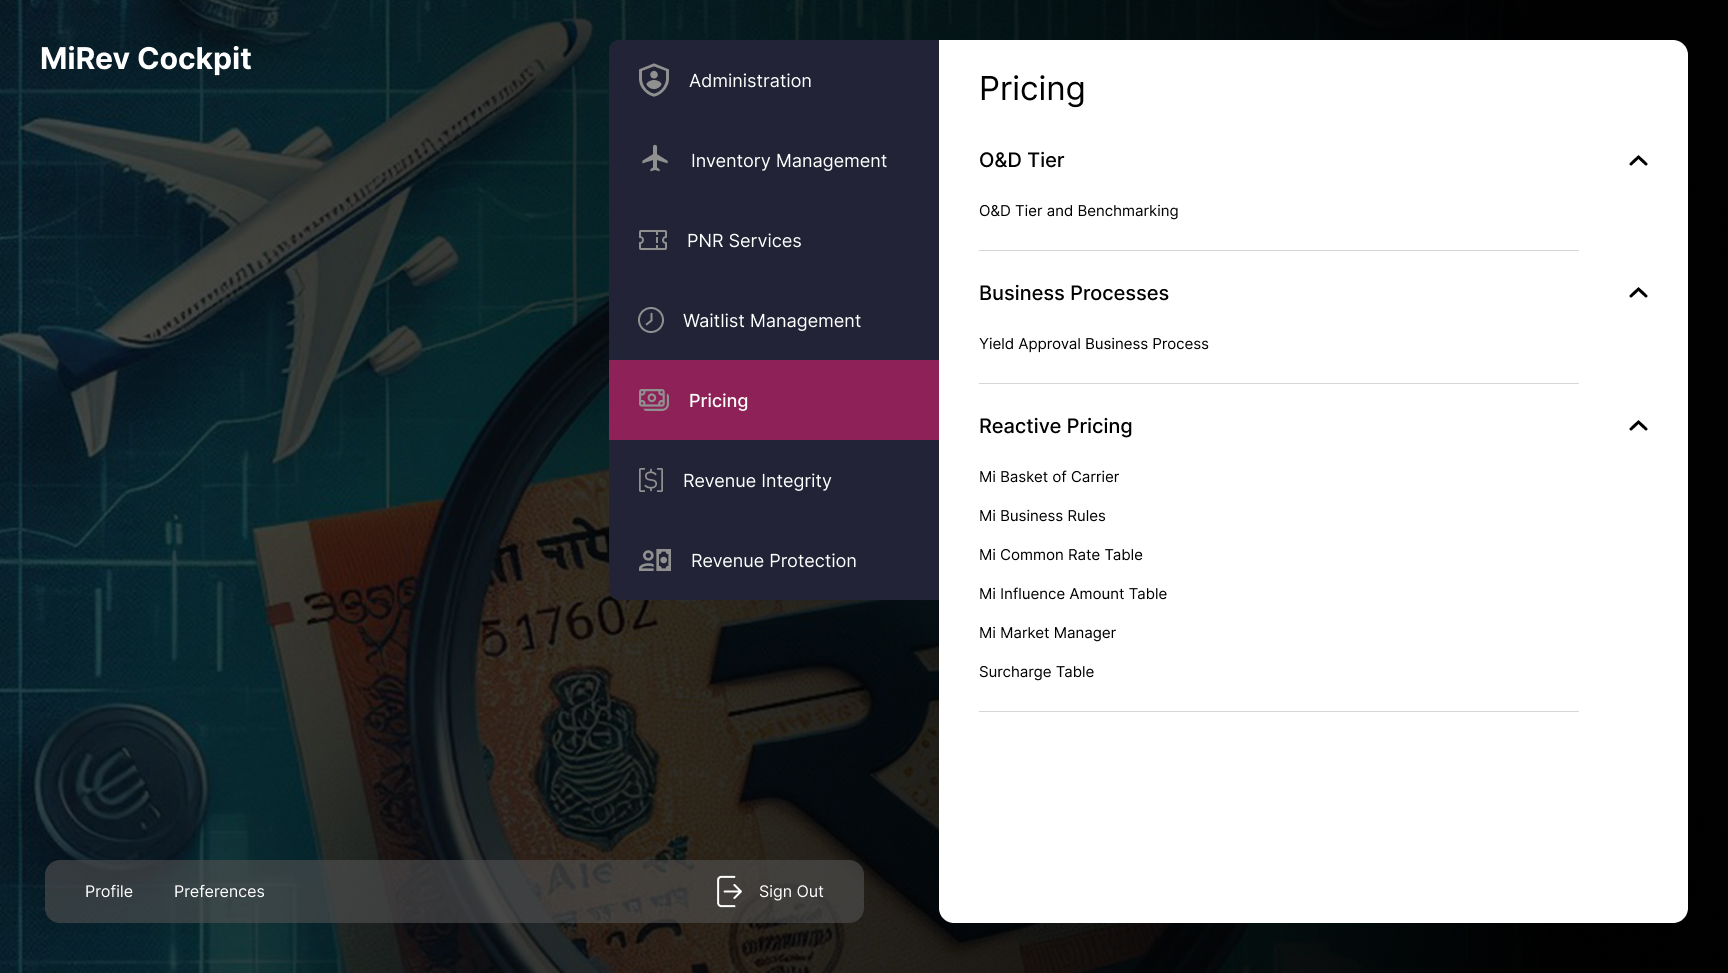 MiRev Cockpit
Administration
Inventory Management
PNR Services
Waitlist Management
Pricing
Revenue Integrity
Revenue Protection
Pricing
O&D Tier
O&D Tier and Benchmarking
Business Processes
Yield Approval Business Process
Reactive Pricing
Mi Basket of Carrier
Mi Business Rules
Mi Common Rate Table
Mi Influence Amount Table
Mi Market Manager
Surcharge Table
517602
Profile
Preferences
Sign Out